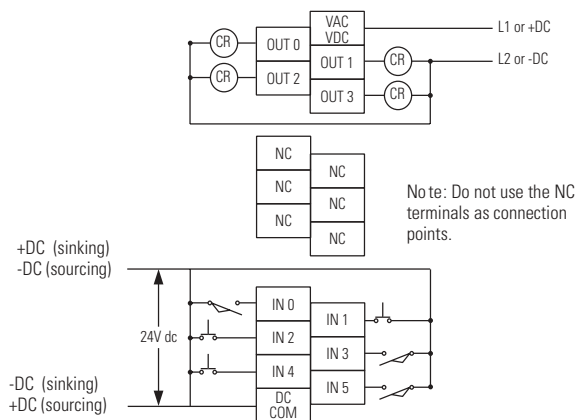 VAC
VDC
L1 or +DC
CR
OUT 0
OUT 1
CR
L2 or -DC
CR
OUT 2
OUT 3
CR
NC
NC
NC
NC
NC
NC
Note: Do not use the NC
terminals as connection
points.
+DC (sinking)
-DC (sourcing)
24V dc
IN 0
IN 1
IN 2
IN 3
IN 4
IN 5
-DC (sinking)
+DC (sourcing)
DC
COM